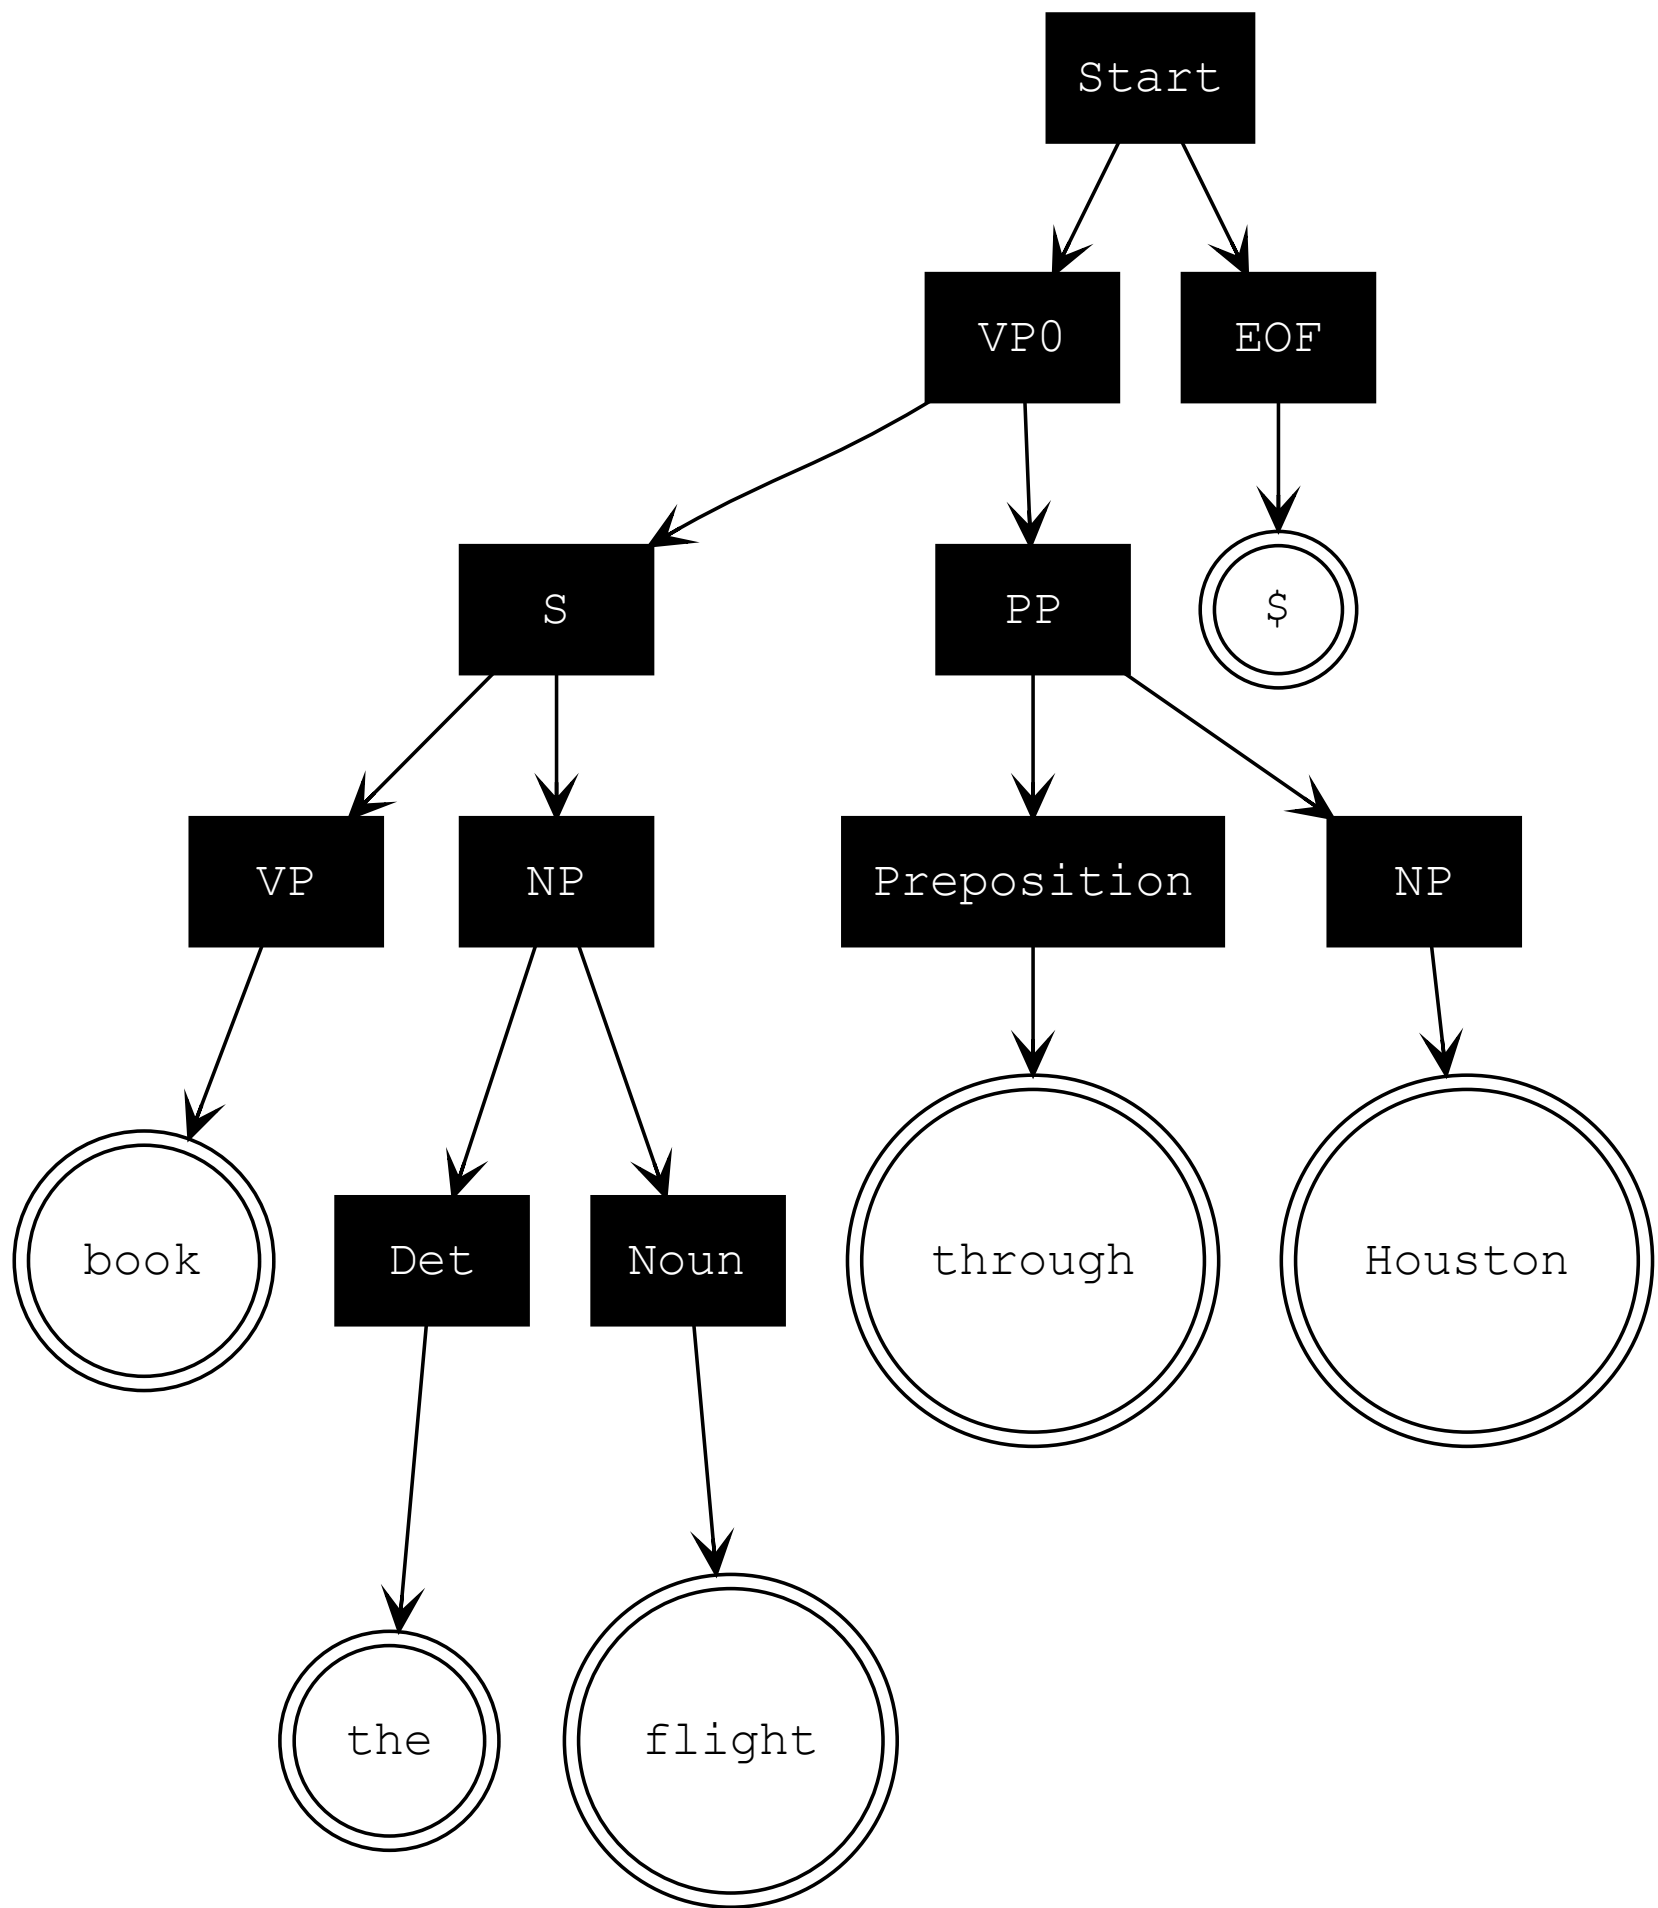 Start
VP0
EOF
S
PP
$
VP
NP
Preposition
NP
book
Det
Noun
through
Houston
the
flight